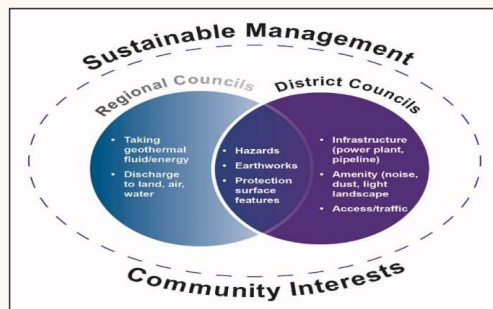 Sustainable Management
Regional Councils
District Councils
• Taking
geothermal
fluid/energy
• Discharge
to land, air,
water
• Hazards
• Earthworks
• Protection
surface
features
• Infrastructure
(power plant,
pipeline)
• Amenity (noise,
dust, light
landscape
• Access/traffic
Community Interests